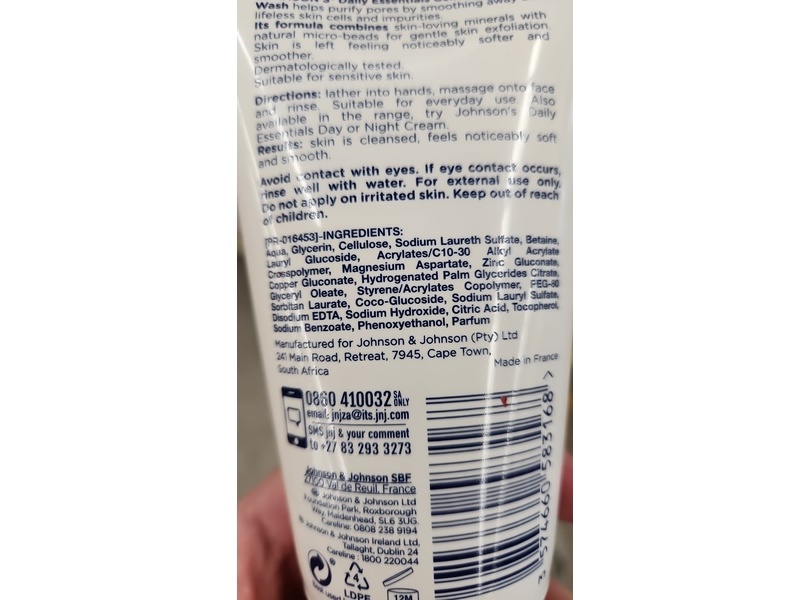 Daily Essentials
Wash helps purify pores by smoothing away
lifeless skin cells and impurities.
Its formula combines skin-loving minerals with
natural micro-beads for gentle skin exfoliation.
Skin is left feeling noticeably softer and
smoother.
Dermatologically tested.
Suitable for sensitive skin.
Directions: lather into hands, massage onto face
and rinse. Suitable for everyday use. Also
available in the range, try Johnson's Daily
Essentials Day or Night Cream.
Results: skin is cleansed, feels noticeably soft
and smooth.
Avoid contact with eyes. If eye contact occurs,
rinse well with water. For external use only.
Do not apply on irritated skin. Keep out of reach
of children.
[PR-016453]-INGREDIENTS:
Aqua, Glycerin, Cellulose, Sodium Laureth Sulfate, Betaine,
Lauryl Glucoside, Acrylates/C10-30 Alkyl Acrylate
Crosspolymer, Magnesium Aspartate, Zinc Gluconate,
Copper Gluconate, Hydrogenated Palm Glycerides Citrate,
Glyceryl Oleate, Styrene/Acrylates Copolymer, PEG-80
Sorbitan Laurate, Coco-Glucoside, Sodium Lauryl Sulfate,
Disodium EDTA, Sodium Hydroxide, Citric Acid, Tocopherol,
Sodium Benzoate, Phenoxyethanol, Parfum
Manufactured for Johnson & Johnson (Pty) Ltd
241 Main Road, Retreat, 7945, Cape Town,
South Africa
Made in France
0860 410032 SA ONLY
email: jnjza@its.jnj.com
SMS jnj & your comment
to +27 83 293 3273
Johnson & Johnson SBF
27100 Val de Reuil, France
Johnson & Johnson Ltd
Foundation Park, Roxborough
Way, Maidenhead, SL6 3UG.
Careline: 0808 238 9194
Johnson & Johnson Ireland Ltd,
Tallaght, Dublin 24
Careline : 1800 220044
4
LDPE
12M
3 574660 583168 >